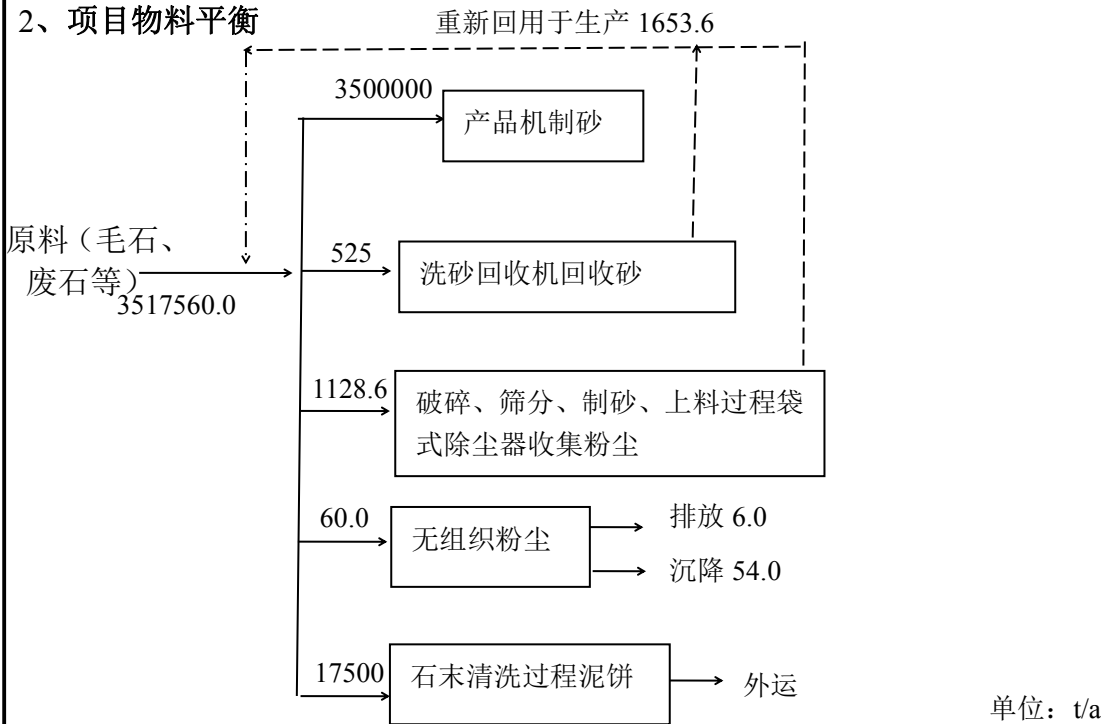 2、项目物料平衡
重新回用于生产 1653.6
3500000
产品机制砂
原料（毛石、
废石等）
3517560.0
525
洗砂回收机回收砂
1128.6
破碎、筛分、制砂、上料过程袋
式除尘器收集粉尘
60.0
无组织粉尘
排放 6.0
沉降 54.0
17500
石末清洗过程泥饼
外运
单位：t/a